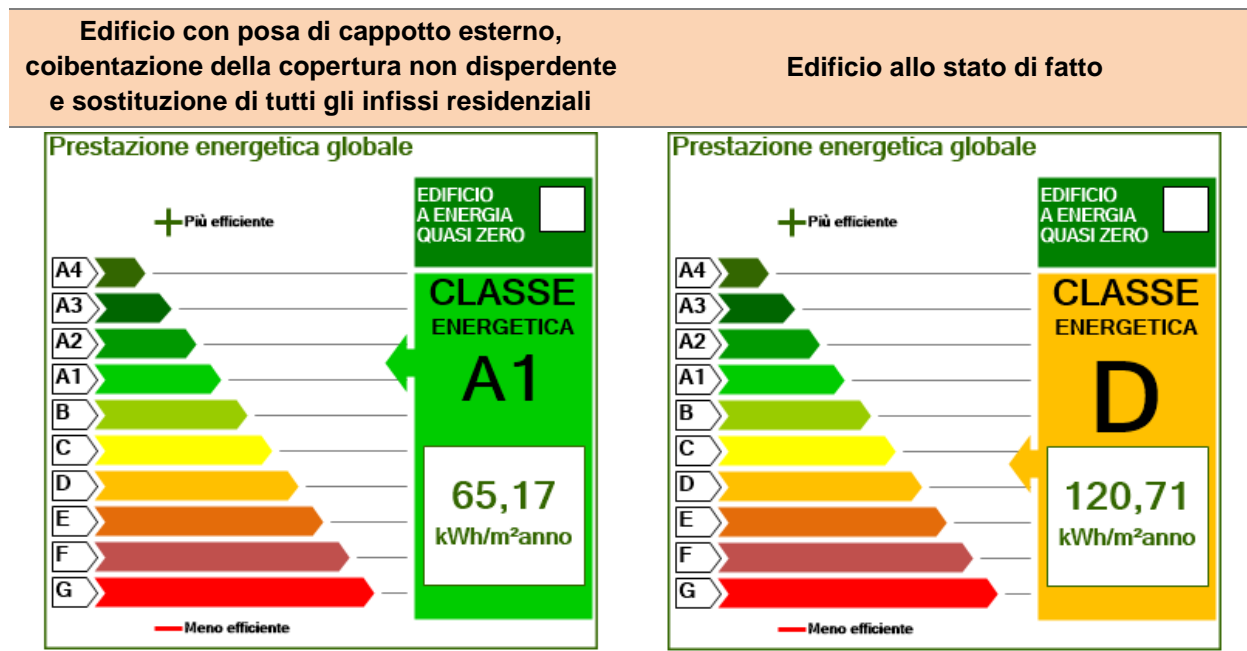 Edificio con posa di cappotto esterno,
coibentazione della copertura non disperdente
e sostituzione di tutti gli infissi residenziali
Edificio allo stato di fatto
Prestazione energetica globale
EDIFICIO
A ENERGIA
QUASI ZERO
Più efficiente
A4
A3
A2
A1
B
C
D
E
F
G
CLASSE
ENERGETICA
A1
65,17
kWh/m²anno
Meno efficiente
Prestazione energetica globale
EDIFICIO
A ENERGIA
QUASI ZERO
Più efficiente
A4
A3
A2
A1
B
C
D
E
F
G
CLASSE
ENERGETICA
D
120,71
kWh/m²anno
Meno efficiente